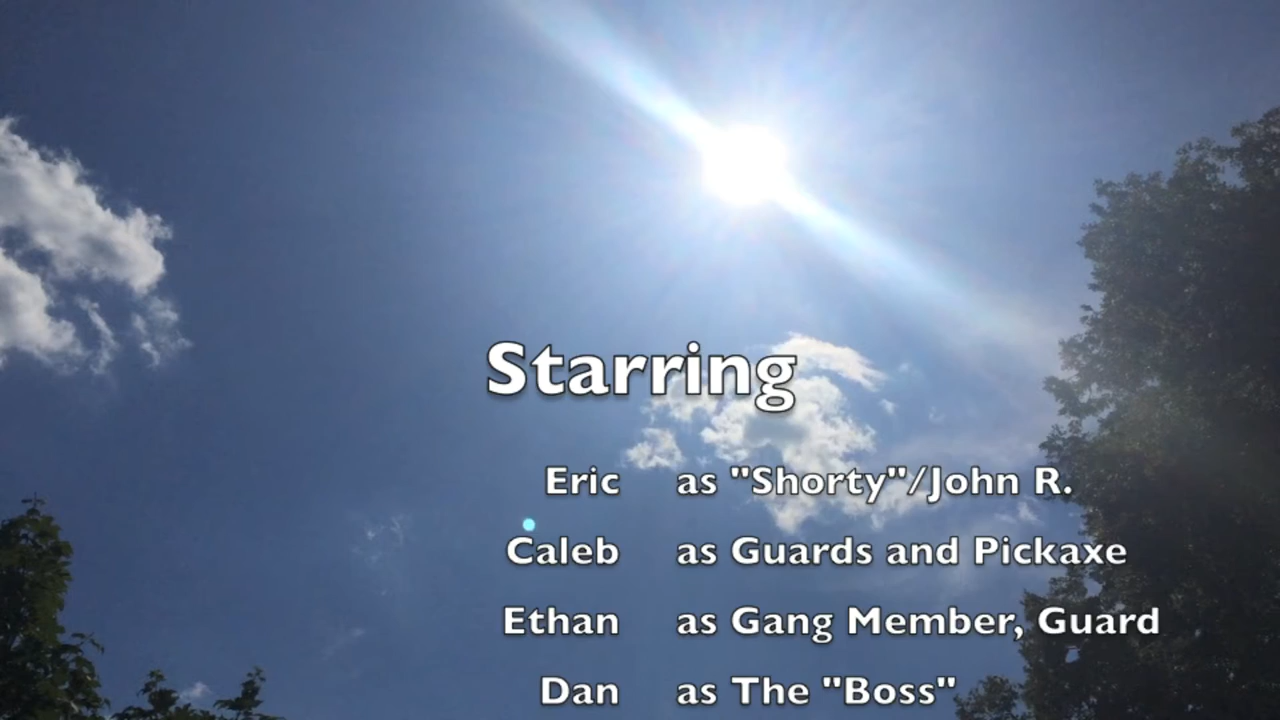 Starring
Eric as "Shorty"/John R.
Caleb as Guards and Pickaxe
Ethan as Gang Member, Guard
Dan as The "Boss"